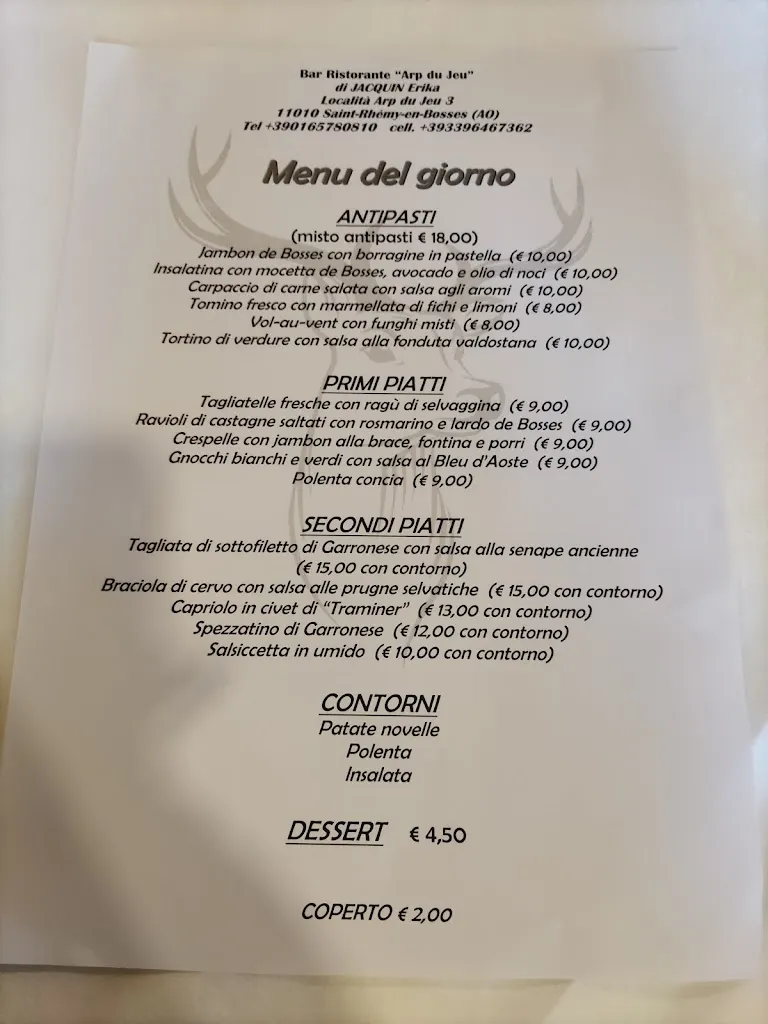 Bar Ristorante "Arp du Jeu"
di JACQUIN Erika
Località Arp du Jeu 3
11010 Saint-Rhémy-en-Bosses (AO)
Tel +390165780810 cell. +393396467362
Menu del giorno
ANTIPASTI
(misto antipasti € 18,00)
Jambon de Bosses con borragine in pastella (€ 10,00)
Insalatina con mocetta de Bosses, avocado e olio di noci (€ 10,00)
Carpaccio di carne salata con salsa agli aromi (€ 10,00)
Tomino fresco con marmellata di fichi e limoni (€ 8,00)
Vol-au-vent con funghi misti (€ 8,00)
Tortino di verdure con salsa alla fonduta valdostana (€ 10,00)
PRIMI PIATTI
Tagliatelle fresche con ragù di selvaggina (€ 9,00)
Ravioli di castagne saltati con rosmarino e lardo de Bosses (€ 9,00)
Crespelle con jambon alla brace, fontina e porri (€ 9,00)
Gnocchi bianchi e verdi con salsa al Bleu d'Aoste (€ 9,00)
Polenta concia (€ 9,00)
SECONDI PIATTI
Tagliata di sottofiletto di Garronese con salsa alla senape ancienne
(€ 15,00 con contorno)
Braciola di cervo con salsa alle prugne selvatiche (€ 15,00 con contorno)
Capriolo in civet di "Traminer" (€ 13,00 con contorno)
Spezzatino di Garronese (€ 12,00 con contorno)
Salsiccetta in umido (€ 10,00 con contorno)
CONTORNI
Patate novelle
Polenta
Insalata
DESSERT € 4,50
COPERTO € 2,00